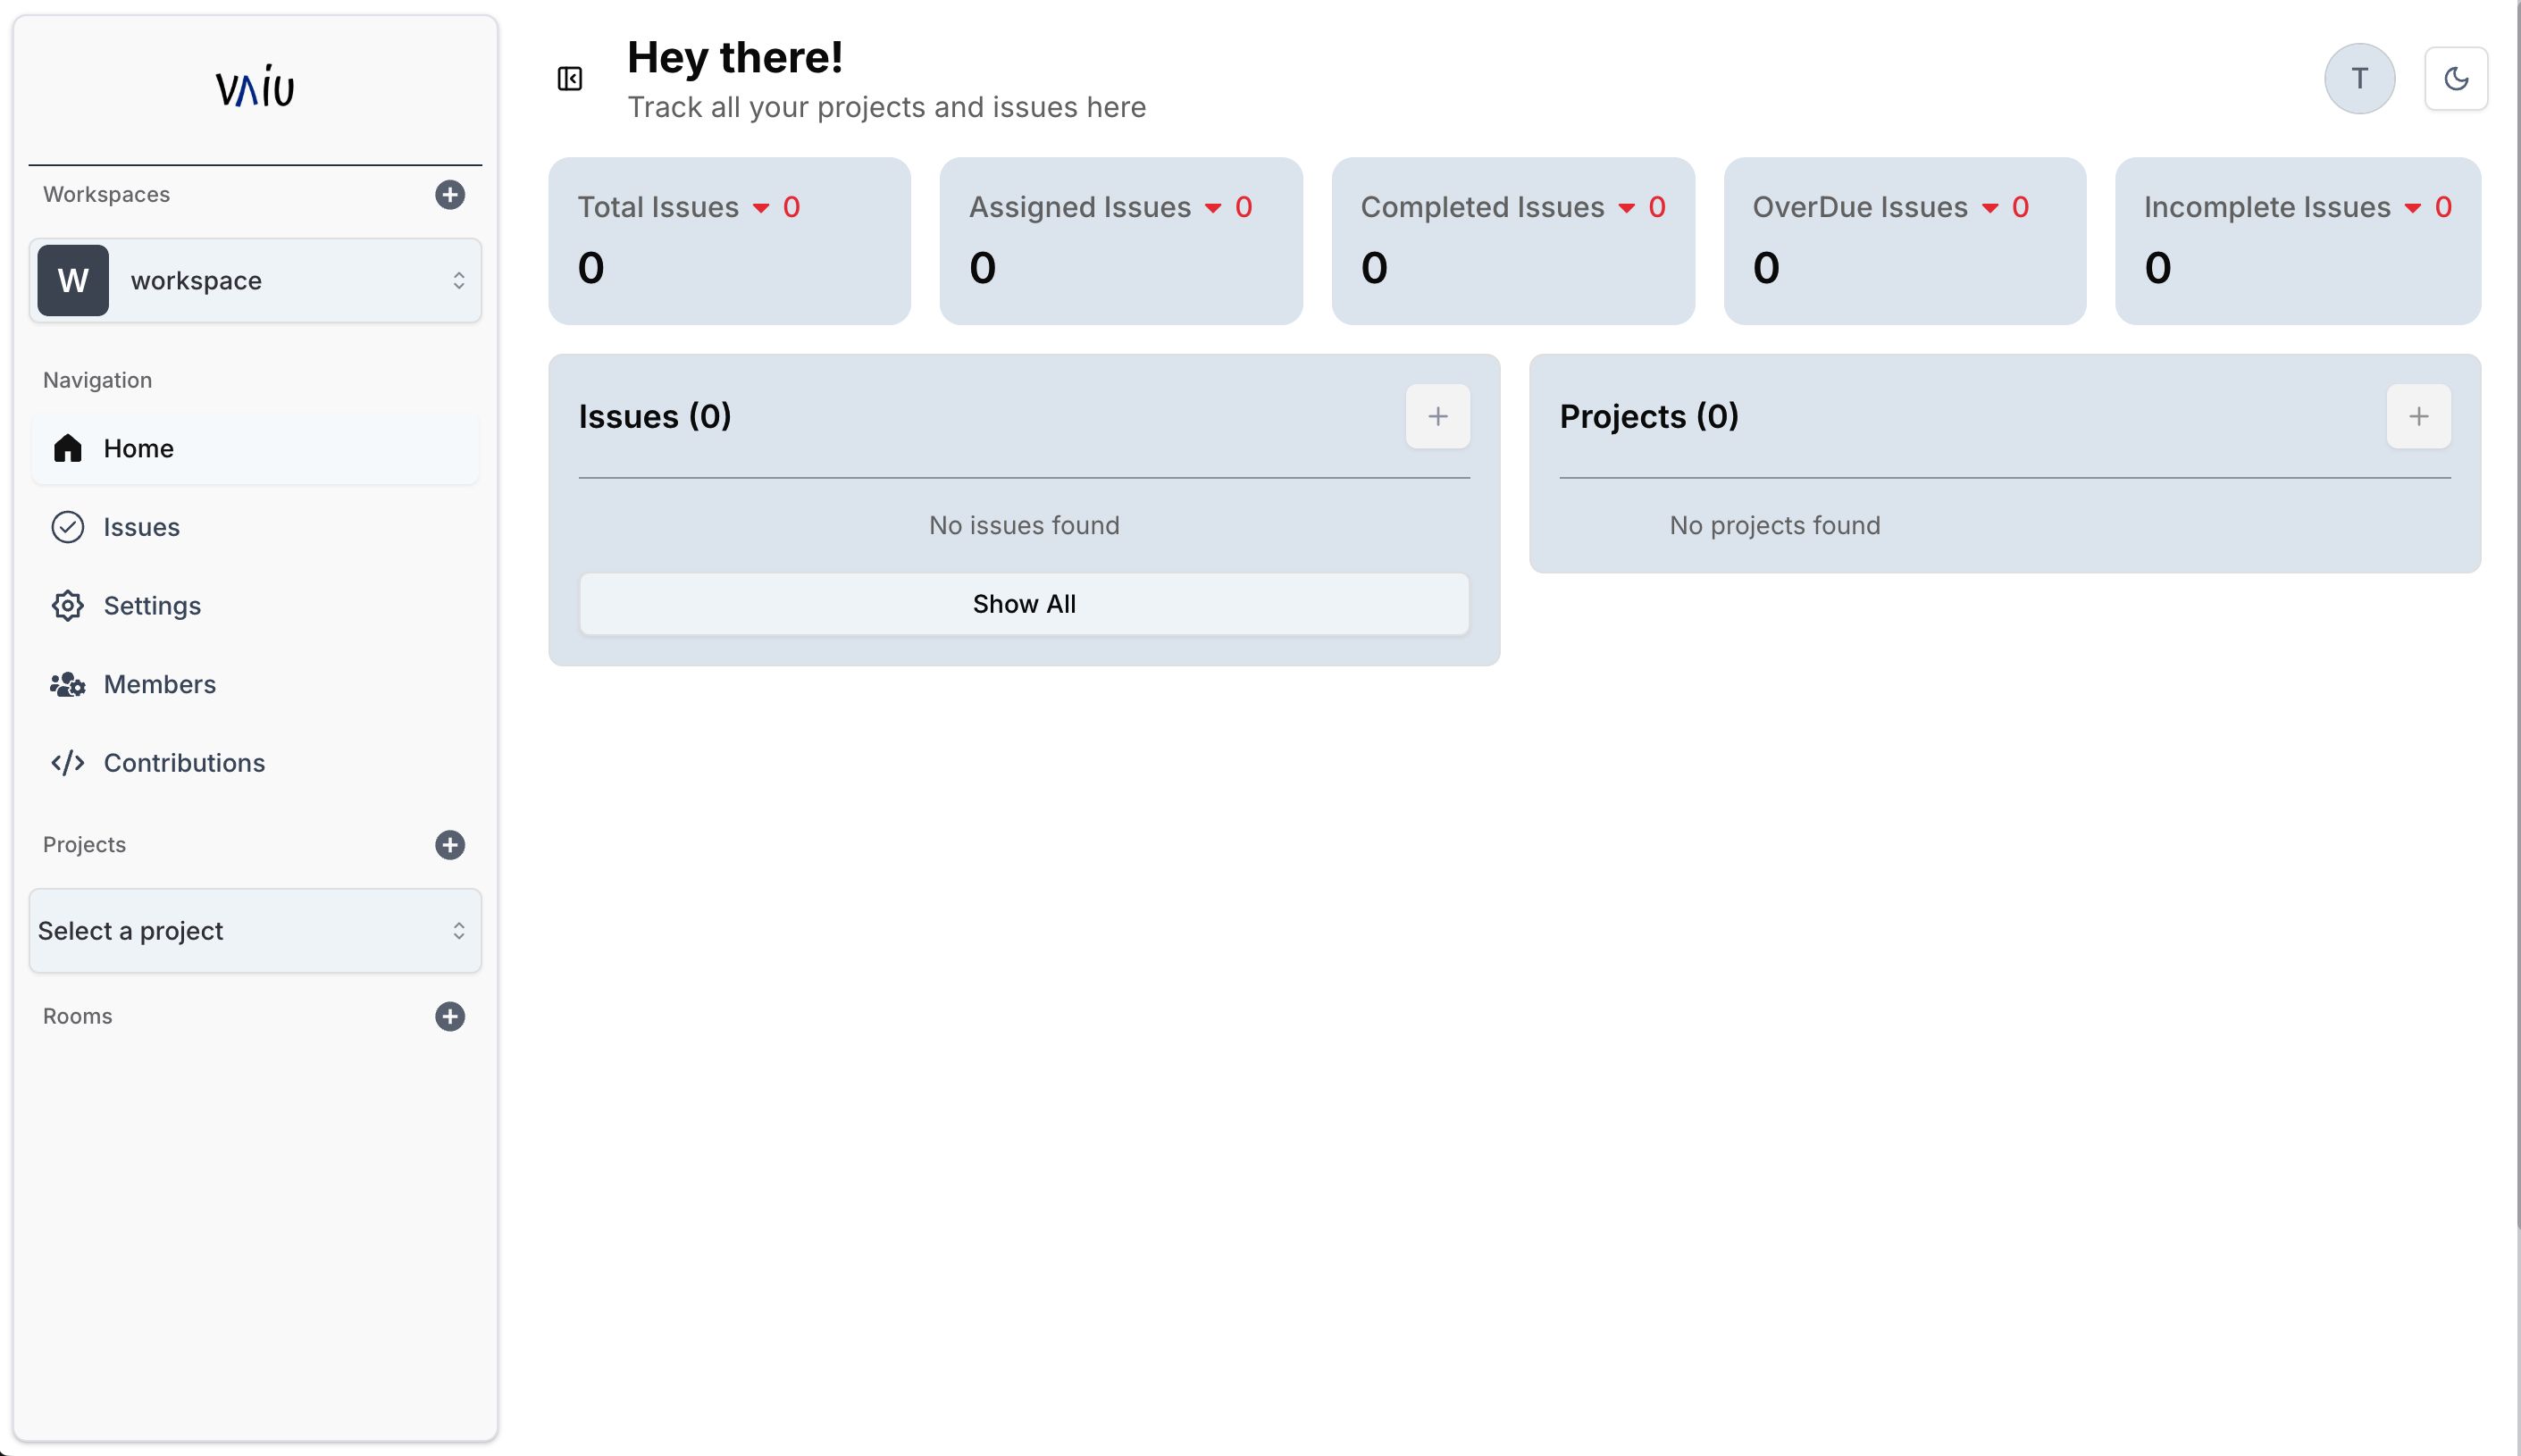 VAiU
Workspaces
W workspace
Navigation
Home
Issues
Settings
Members
Contributions
Projects
Select a project
Rooms
Hey there!
Track all your projects and issues here
T
Total Issues 0
0
Assigned Issues 0
0
Completed Issues 0
0
OverDue Issues 0
0
Incomplete Issues 0
0
Issues (0)
No issues found
Show All
Projects (0)
No projects found